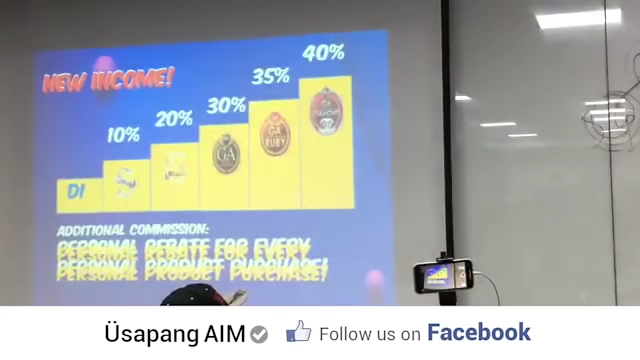 NEW INCOME!
40%
35%
30%
20%
10%
DI
GA
GA
RUBY
GA
ADDITIONAL COMMISSION:
PERSONAL REBATE FOR EVERY
PERSONAL PRODUCT PURCHASE!
Üsapang AIM
Follow us on Facebook